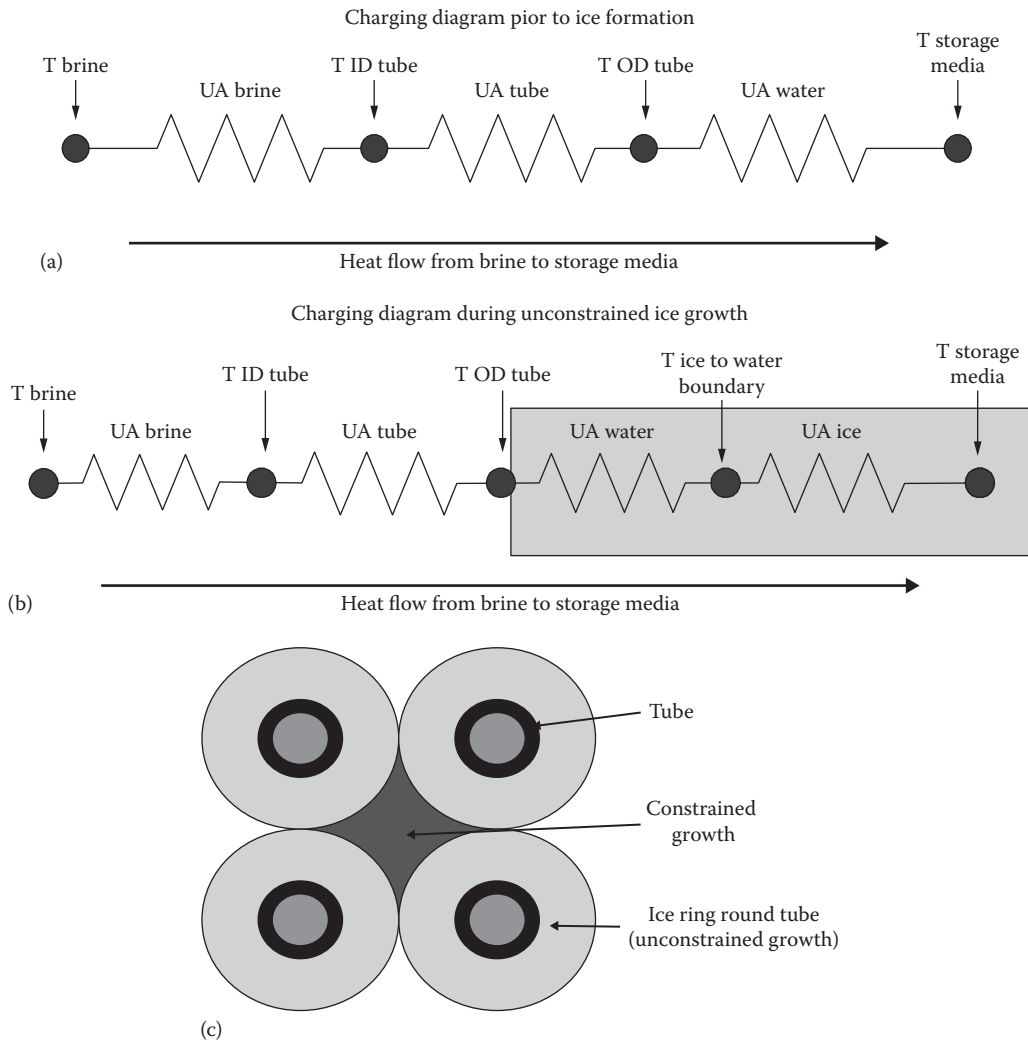 Charging diagram pior to ice formation
T storage
media
T brine
T ID tube
T OD tube
UA brine
UA tube
UA water
(a)
Heat flow from brine to storage media
Charging diagram during unconstrained ice growth
T storage
media
T ice to water
boundary
T ID tube
T OD tube
T brine
UA brine
UA tube
UA water
UA ice
(b)
Heat flow from brine to storage media
Tube
Constrained
growth
Ice ring round tube
(unconstrained growth)
(c)